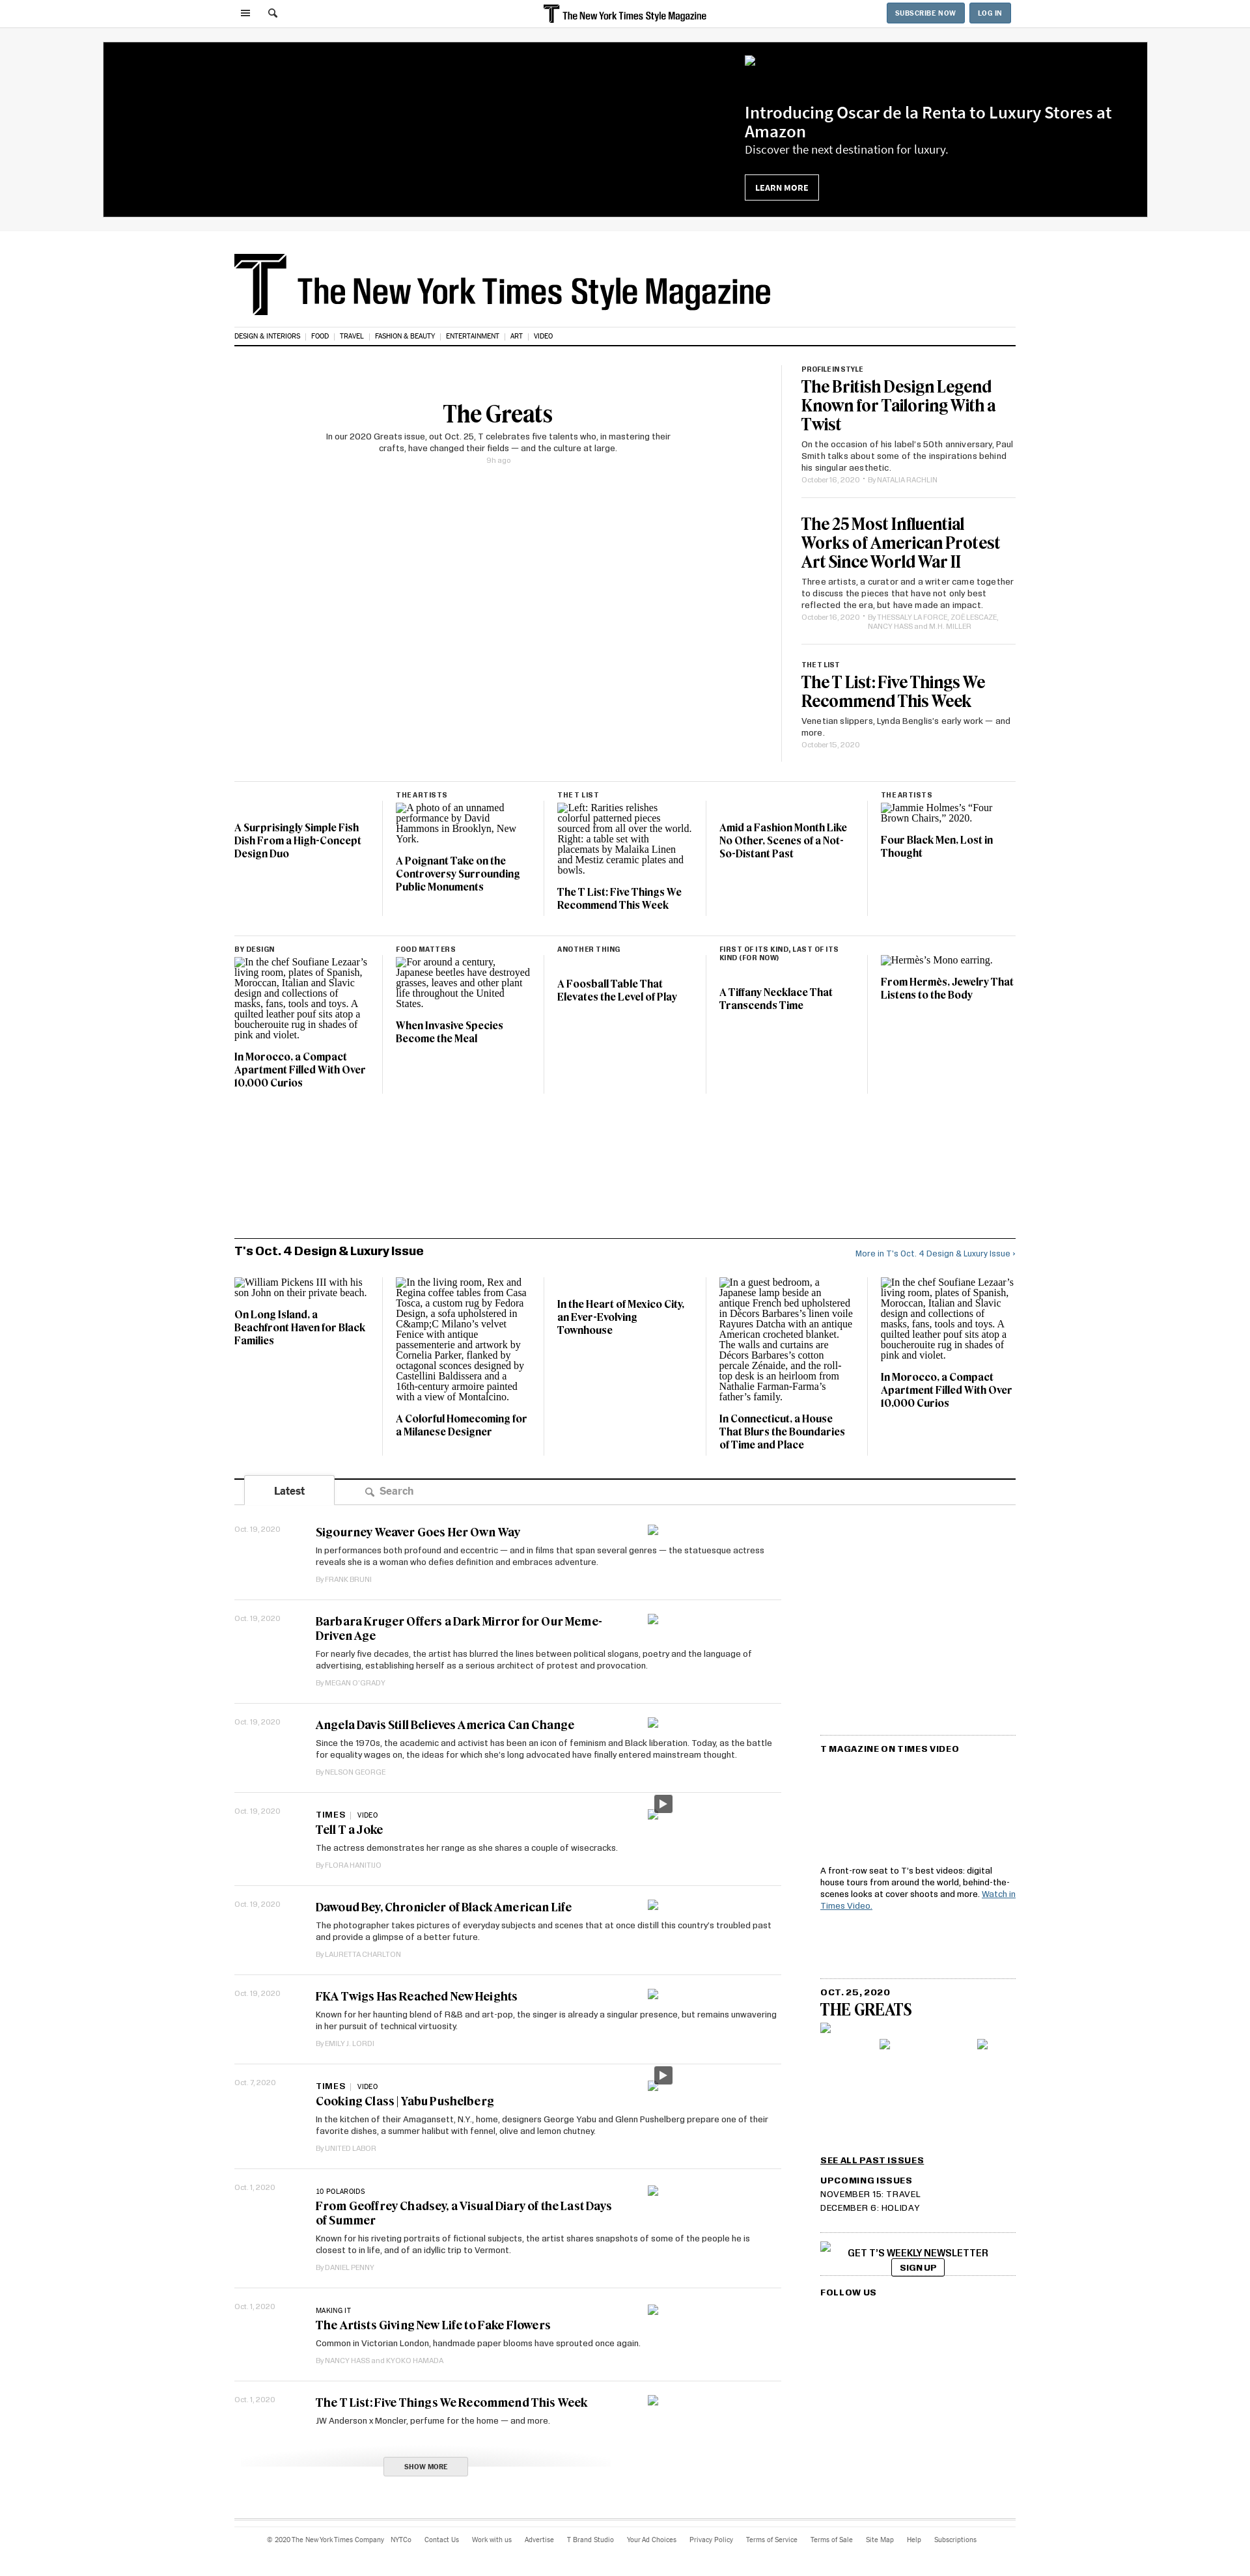 The New York Times Style Magazine
SUBSCRIBE NOW
LOG IN
Introducing Oscar de la Renta to Luxury Stores at
Amazon
Discover the next destination for luxury.
LEARN MORE
The New York Times Style Magazine
DESIGN & INTERIORS | FOOD | TRAVEL | FASHION & BEAUTY | ENTERTAINMENT | ART | VIDEO
The Greats
In our 2020 Greats issue, out Oct. 25, T celebrates five talents who, in mastering their
crafts, have changed their fields — and the culture at large.
9h ago
PROFILE IN STYLE
The British Design Legend
Known for Tailoring With a
Twist
On the occasion of his label's 50th anniversary, Paul
Smith talks about some of the inspirations behind
his singular aesthetic.
October 16, 2020 • By NATALIA RACHLIN
The 25 Most Influential
Works of American Protest
Art Since World War II
Three artists, a curator and a writer came together
to discuss the pieces that have not only best
reflected the era, but have made an impact.
October 16, 2020 • By THESSALY LA FORCE, ZOË LESCAZE,
NANCY HASS and M.H. MILLER
THE T LIST
The T List: Five Things We
Recommend This Week
Venetian slippers, Lynda Benglis's early work — and
more.
October 15, 2020
A Surprisingly Simple Fish
Dish From a High-Concept
Design Duo
THE ARTISTS
A photo of an unnamed
performance by David
Hammons in Brooklyn, New
York.
A Poignant Take on the
Controversy Surrounding
Public Monuments
THE T LIST
Left: Rarities relishes
colorful patterned pieces
sourced from all over the world.
Right: a table set with
placemats by Malaika Linen
and Mestiz ceramic plates and
bowls.
The T List: Five Things We
Recommend This Week
Amid a Fashion Month Like
No Other, Scenes of a Not-
So-Distant Past
THE ARTISTS
Jammie Holmes's “Four
Brown Chairs,” 2020.
Four Black Men, Lost in
Thought
BY DESIGN
In the chef Soufiane Lezaar's
living room, plates of Spanish,
Moroccan, Italian and Slavic
design and collections of
masks, fans, tools and toys. A
quilted leather pouf sits atop a
boucherouite rug in shades of
pink and violet.
In Morocco, a Compact
Apartment Filled With Over
10,000 Curios
FOOD MATTERS
For around a century,
Japanese beetles have destroyed
grasses, leaves and other plant
life throughout the United
States.
When Invasive Species
Become the Meal
ANOTHER THING
A Foosball Table That
Elevates the Level of Play
FIRST OF ITS KIND, LAST OF ITS
KIND (FOR NOW)
A Tiffany Necklace That
Transcends Time
Hermès's Mono earring.
From Hermès, Jewelry That
Listens to the Body
T's Oct. 4 Design & Luxury Issue
More in T's Oct. 4 Design & Luxury Issue ›
William Pickens III with his
son John on their private beach.
On Long Island, a
Beachfront Haven for Black
Families
In the living room, Rex and
Regina coffee tables from Casa
Tosca, a custom rug by Fedora
Design, a sofa upholstered in
C&amp;C Milano's velvet
Fenice with antique
passementerie and artwork by
Cornelia Parker, flanked by
octagonal sconces designed by
Castellini Baldissera and a
16th-century armoire painted
with a view of Montalcino.
A Colorful Homecoming for
a Milanese Designer
In the Heart of Mexico City,
an Ever-Evolving
Townhouse
In a guest bedroom, a
Japanese lamp beside an
antique French bed upholstered
in Décors Barbares's linen voile
Rayures Datcha with an antique
American crocheted blanket.
The walls and curtains are
Décors Barbares's cotton
percale Zénaide, and the roll-
top desk is an heirloom from
Nathalie Farman-Farma's
father's family.
In Connecticut, a House
That Blurs the Boundaries
of Time and Place
In the chef Soufiane Lezaar's
living room, plates of Spanish,
Moroccan, Italian and Slavic
design and collections of
masks, fans, tools and toys. A
quilted leather pouf sits atop a
boucherouite rug in shades of
pink and violet.
In Morocco, a Compact
Apartment Filled With Over
10,000 Curios
Latest
Search
Oct. 19, 2020
Sigourney Weaver Goes Her Own Way
In performances both profound and eccentric — and in films that span several genres — the statuesque actress
reveals she is a woman who defies definition and embraces adventure.
By FRANK BRUNI
Oct. 19, 2020
Barbara Kruger Offers a Dark Mirror for Our Meme-
Driven Age
For nearly five decades, the artist has blurred the lines between political slogans, poetry and the language of
advertising, establishing herself as a serious architect of protest and provocation.
By MEGAN O'GRADY
Oct. 19, 2020
Angela Davis Still Believes America Can Change
Since the 1970s, the academic and activist has been an icon of feminism and Black liberation. Today, as the battle
for equality wages on, the ideas for which she's long advocated have finally entered mainstream thought.
By NELSON GEORGE
Oct. 19, 2020
TIMES | VIDEO
Tell T a Joke
The actress demonstrates her range as she shares a couple of wisecracks.
By FLORA HANITIJO
Oct. 19, 2020
Dawoud Bey, Chronicler of Black American Life
The photographer takes pictures of everyday subjects and scenes that at once distill this country's troubled past
and provide a glimpse of a better future.
By LAURETTA CHARLTON
Oct. 19, 2020
FKA Twigs Has Reached New Heights
Known for her haunting blend of R&B and art-pop, the singer is already a singular presence, but remains unwavering
in her pursuit of technical virtuosity.
By EMILY J. LORDI
Oct. 7, 2020
TIMES | VIDEO
Cooking Class | Yabu Pushelberg
In the kitchen of their Amagansett, N.Y., home, designers George Yabu and Glenn Pushelberg prepare one of their
favorite dishes, a summer halibut with fennel, olive and lemon chutney.
By UNITED LABOR
Oct. 1, 2020
10 POLAROIDS
From Geoffrey Chadsey, a Visual Diary of the Last Days
of Summer
Known for his riveting portraits of fictional subjects, the artist shares snapshots of some of the people he is
closest to in life, and of an idyllic trip to Vermont.
By DANIEL PENNY
Oct. 1, 2020
MAKING IT
The Artists Giving New Life to Fake Flowers
Common in Victorian London, handmade paper blooms have sprouted once again.
By NANCY HASS and KYOKO HAMADA
Oct. 1, 2020
The T List: Five Things We Recommend This Week
JW Anderson x Moncler, perfume for the home — and more.
SHOW MORE
T MAGAZINE ON TIMES VIDEO
A front-row seat to T's best videos: digital
house tours from around the world, behind-the-
scenes looks at cover shoots and more. Watch in
Times Video.
OCT. 25, 2020
THE GREATS
SEE ALL PAST ISSUES
UPCOMING ISSUES
NOVEMBER 15: TRAVEL
DECEMBER 6: HOLIDAY
GET T'S WEEKLY NEWSLETTER
SIGN UP
FOLLOW US
© 2020 The New York Times Company NYTCo Contact Us Work with us Advertise T Brand Studio Your Ad Choices Privacy Policy Terms of Service Terms of Sale Site Map Help Subscriptions